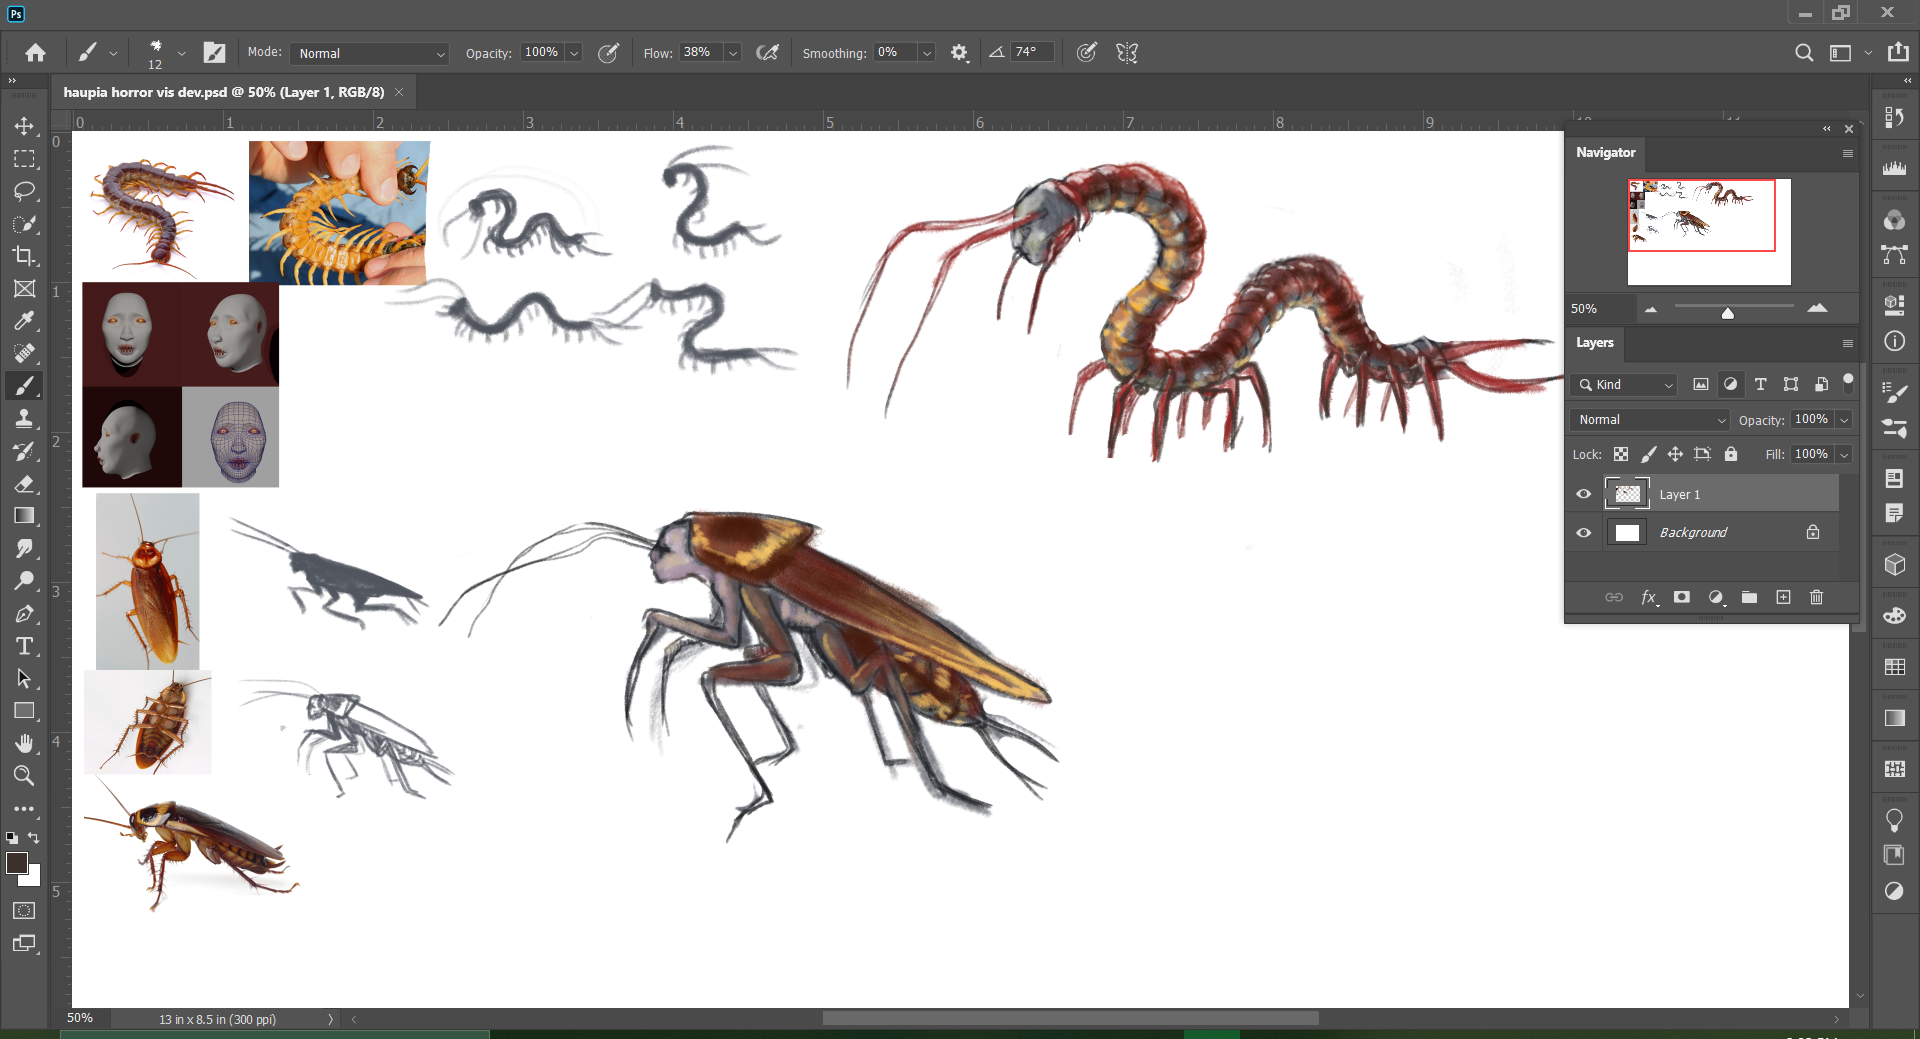 Ps
12
Mode: Normal
Opacity: 100%
Flow: 38%
Smoothing: 0%
74°
haupia horror vis dev.psd @ 50% (Layer 1, RGB/8)
0 1 2 3 4 5 6 7 8 9
0
1
2
3
4
5
Navigator
50%
Layers
Kind
Normal
Opacity: 100%
Lock:
Fill: 100%
Layer 1
Background
fx
50%
13 in x 8.5 in (300 ppi)